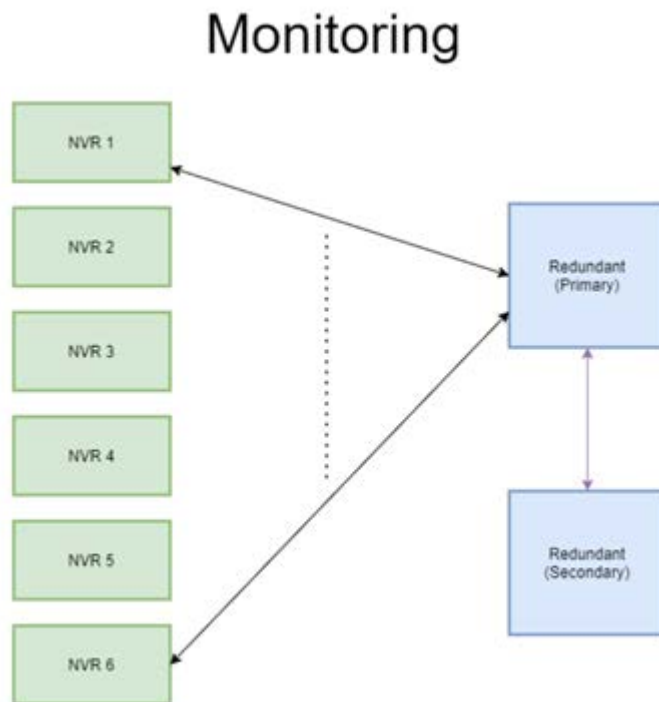 Monitoring
NVR 1
NVR 2
NVR 3
NVR 4
NVR 5
NVR 6
Redundant
(Primary)
Redundant
(Secondary)